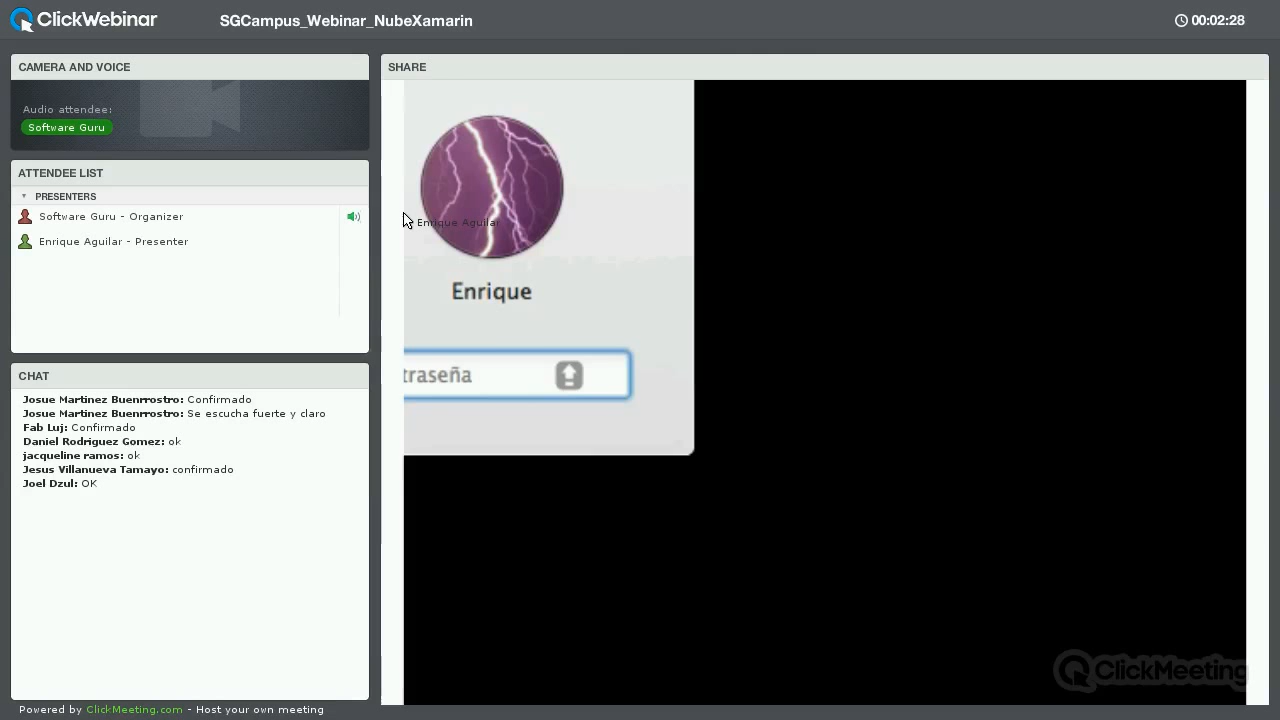 ClickWebinar
SGCampus_Webinar_NubeXamarin
00:02:28
CAMERA AND VOICE
Audio attendee:
Software Guru
ATTENDEE LIST
PRESENTERS
Software Guru - Organizer
Enrique Aguilar - Presenter
CHAT
Josue Martinez Buenrrostro: Confirmado
Josue Martinez Buenrrostro: Se escucha fuerte y claro
Fab Luj: Confirmado
Daniel Rodriguez Gomez: ok
jacqueline ramos: ok
Jesus Villanueva Tamayo: confirmado
Joel Dzul: OK
Powered by ClickMeeting.com - Host your own meeting
SHARE
Enrique Aguilar
Enrique
traseña
ClickMeeting